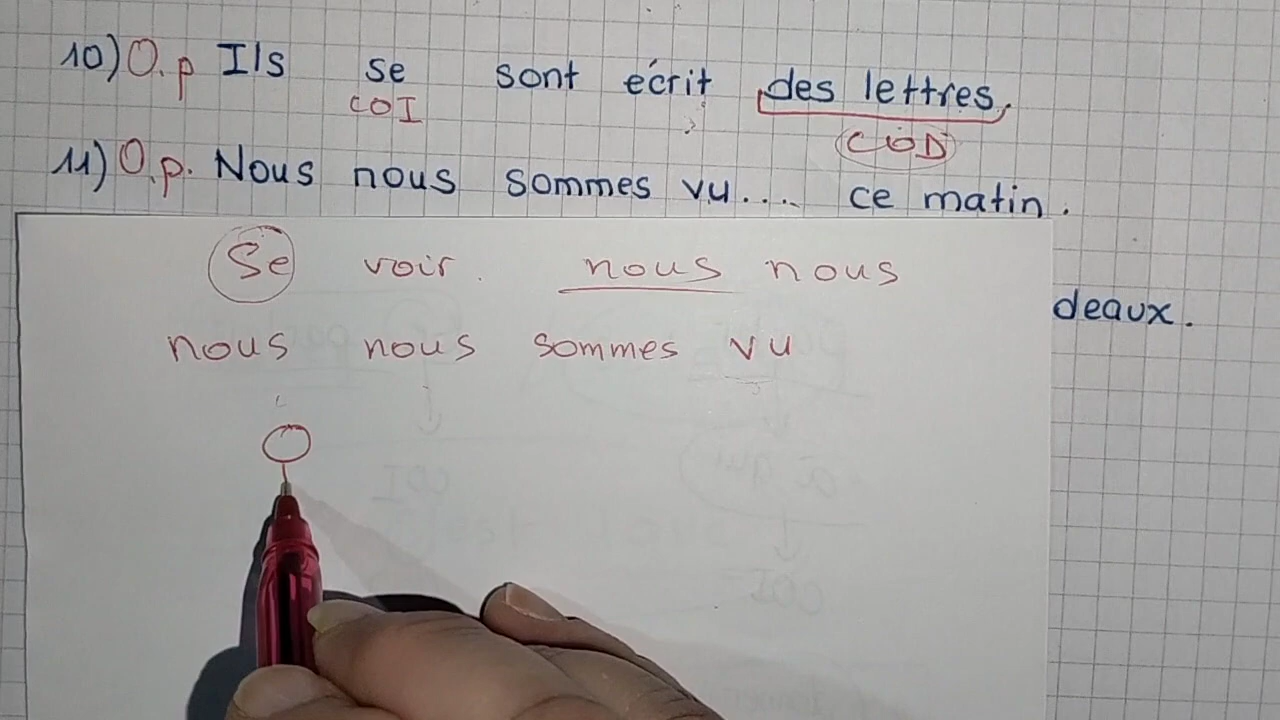 10) O.p Ils se sont écrit des lettres.
COI COD
11) O.p. Nous nous sommes vu.... ce matin.
Se voir. nous nous
deaux.
nous nous sommes vu